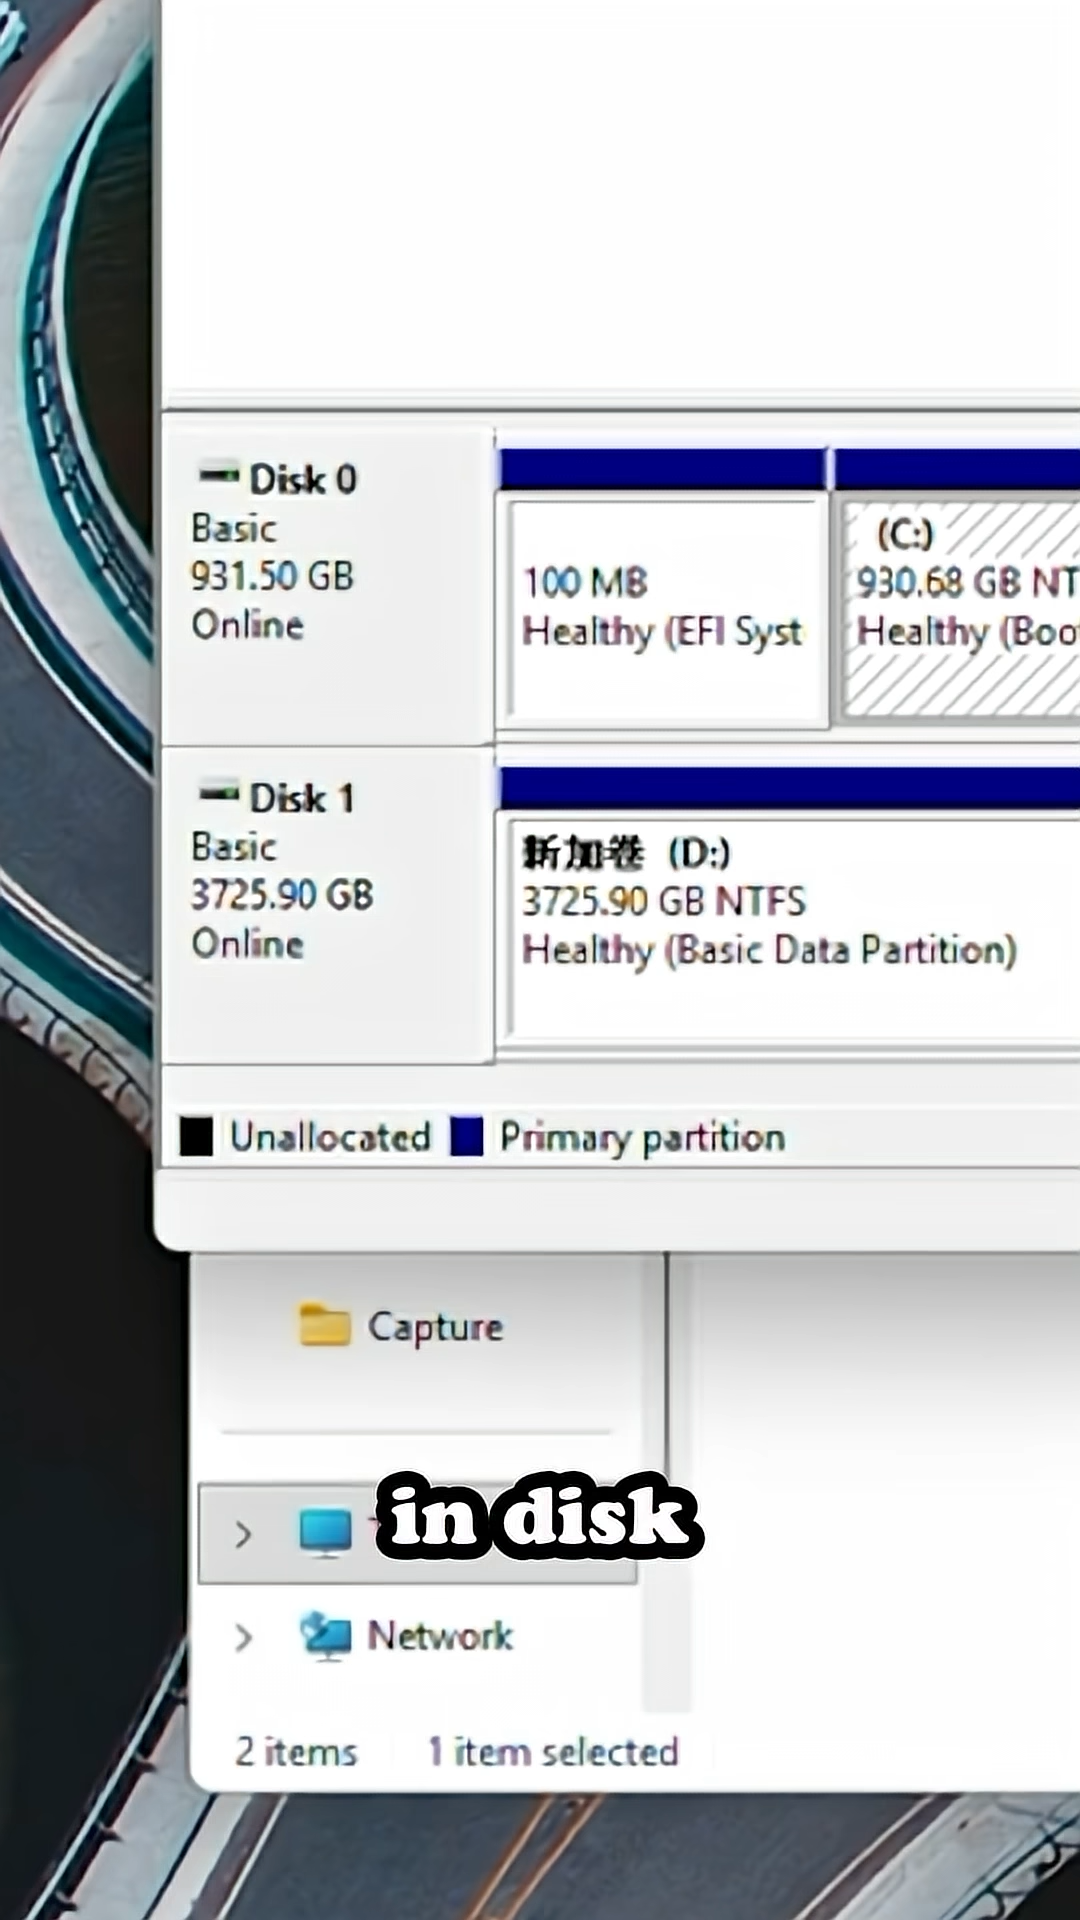 Disk 0
Basic
931.50 GB
Online
100 MB
Healthy (EFI Syst
(C:)
930.68 GB NT
Healthy (Boo
Disk 1
Basic
3725.90 GB
Online
新加卷 (D:)
3725.90 GB NTFS
Healthy (Basic Data Partition)
Unallocated
Primary partition
Capture
in disk
Network
2 items
1 item selected